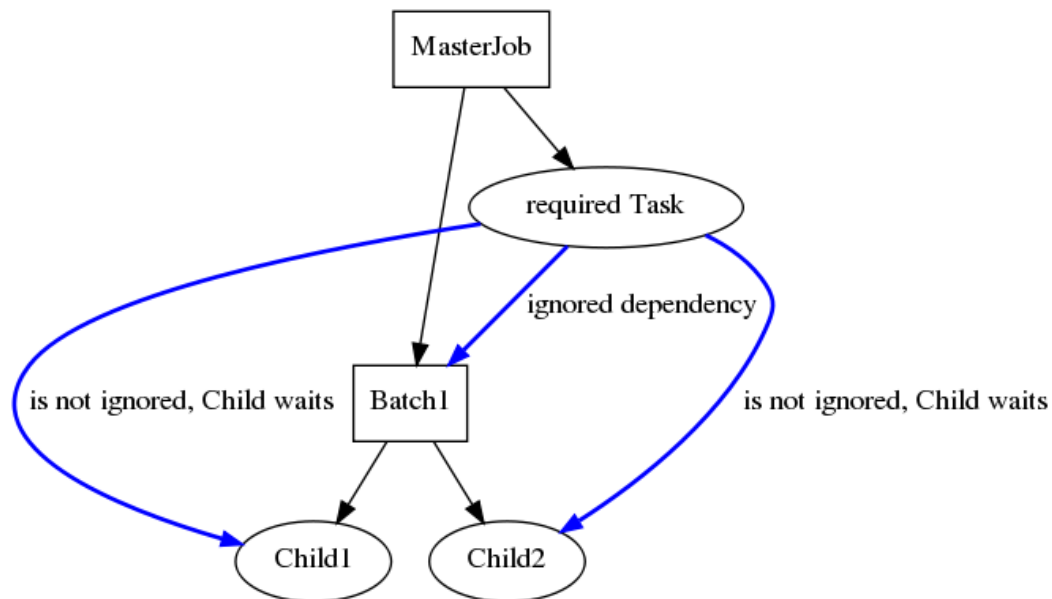 MasterJob
required Task
ignored dependency
is not ignored, Child waits
Batch1
is not ignored, Child waits
Child1
Child2